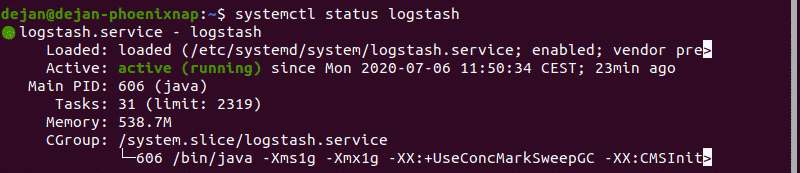 dejan@dejan-phoenixnap:~$ systemctl status logstash
● logstash.service - logstash
Loaded: loaded (/etc/systemd/system/logstash.service; enabled; vendor pre>
Active: active (running) since Mon 2020-07-06 11:50:34 CEST; 23min ago
Main PID: 606 (java)
Tasks: 31 (limit: 2319)
Memory: 538.7M
CGroup: /system.slice/logstash.service
└─606 /bin/java -Xms1g -Xmx1g -XX:+UseConcMarkSweepGC -XX:CMSInit>